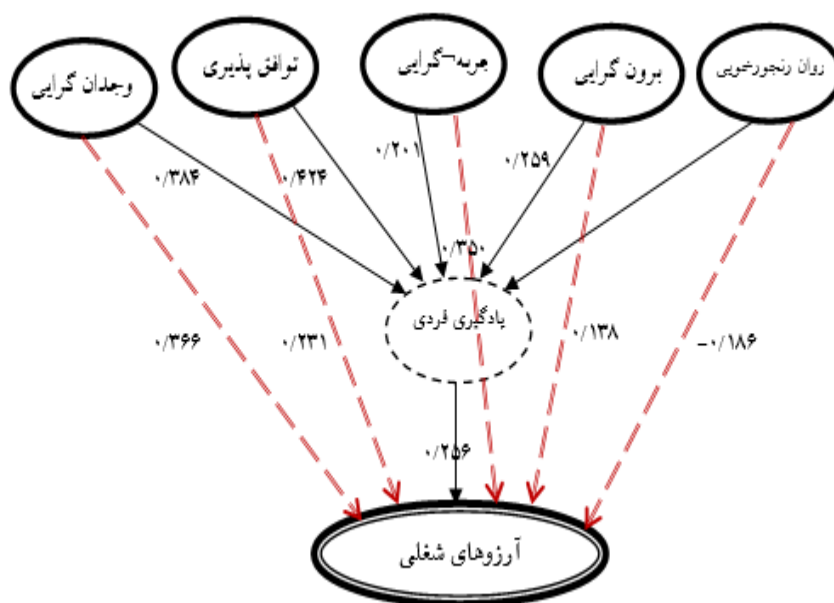 وجدان گرایی
توافق پذیری
جربه¬گرایی
برون گرایی
روان رنجورخویی
۰/۳۸۴
۰/۴۲۴
۰/۲۰۱
۰/۲۵۹
۰/۳۵۰
یادگیری فردی
۰/۳۶۶
۰/۲۳۱
۰/۱۳۸
-۰/۱۸۶
۰/۲۵۶
آرزوهای شغلی